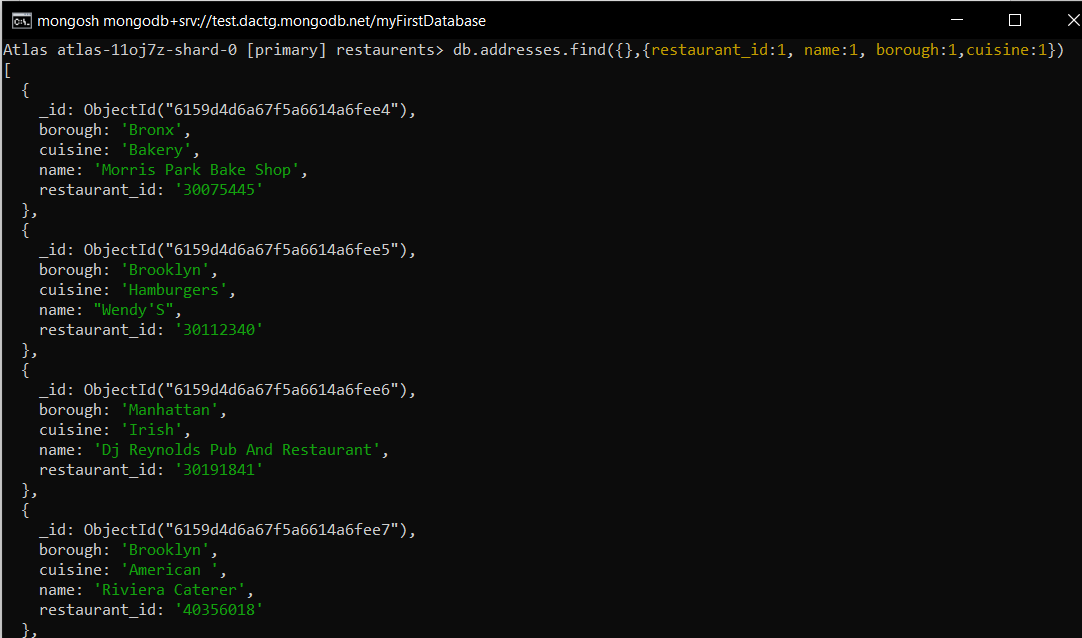 mongosh mongodb+srv://test.dactg.mongodb.net/myFirstDatabase
Atlas atlas-11oj7z-shard-0 [primary] restaurents> db.addresses.find({},{restaurant_id:1, name:1, borough:1,cuisine:1})
[
  {
    _id: ObjectId("6159d4d6a67f5a6614a6fee4"),
    borough: 'Bronx',
    cuisine: 'Bakery',
    name: 'Morris Park Bake Shop',
    restaurant_id: '30075445'
  },
  {
    _id: ObjectId("6159d4d6a67f5a6614a6fee5"),
    borough: 'Brooklyn',
    cuisine: 'Hamburgers',
    name: "Wendy'S",
    restaurant_id: '30112340'
  },
  {
    _id: ObjectId("6159d4d6a67f5a6614a6fee6"),
    borough: 'Manhattan',
    cuisine: 'Irish',
    name: 'Dj Reynolds Pub And Restaurant',
    restaurant_id: '30191841'
  },
  {
    _id: ObjectId("6159d4d6a67f5a6614a6fee7"),
    borough: 'Brooklyn',
    cuisine: 'American ',
    name: 'Riviera Caterer',
    restaurant_id: '40356018'
  },